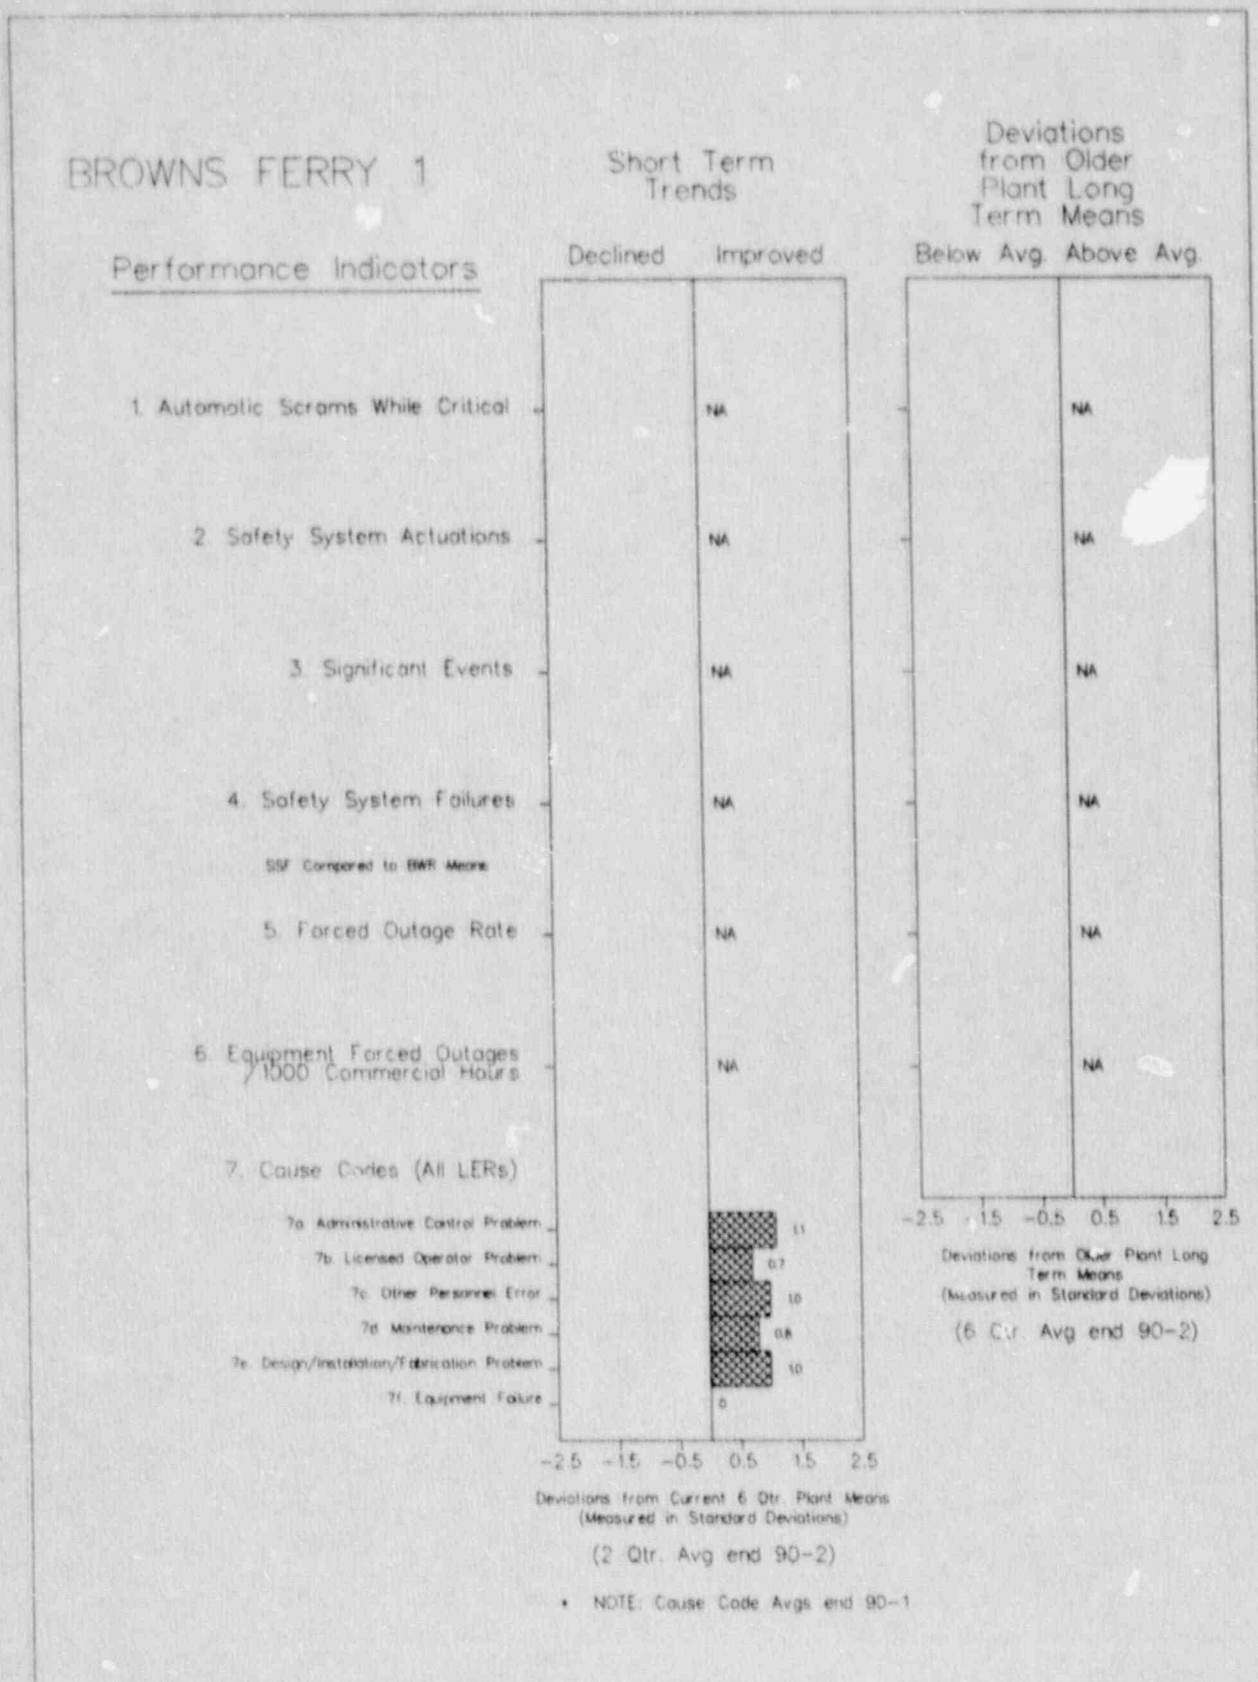 BROWNS FERRY 1
Performance Indicators
Short Term
Trends
Declined Improved
Deviations
from Older
Plant Long
Term Means
Below Avg. Above Avg.
1. Automatic Scrams While Critical NA NA
2. Safety System Actuations NA NA
3. Significant Events NA NA
4. Safety System Failures NA NA
SSF Compared to BWR Means
5. Forced Outage Rate NA NA
6. Equipment Forced Outages
/1000 Commercial Hours NA NA
7. Cause Codes (All LERs)
7a. Administrative Control Problem 1.1
7b. Licensed Operator Problem 0.7
7c. Other Personnel Error 1.0
7d. Maintenance Problem 0.8
7e. Design/Installation/Fabrication Problem 1.0
7f. Equipment Failure 0
-2.5 -1.5 -0.5 0.5 1.5 2.5
Deviations from Current 6 Qtr. Plant Means
(Measured in Standard Deviations)
(2 Qtr. Avg end 90-2)
• NOTE: Cause Code Avgs end 90-1
-2.5 -1.5 -0.5 0.5 1.5 2.5
Deviations from Older Plant Long
Term Means
(Measured in Standard Deviations)
(6 Qtr. Avg end 90-2)